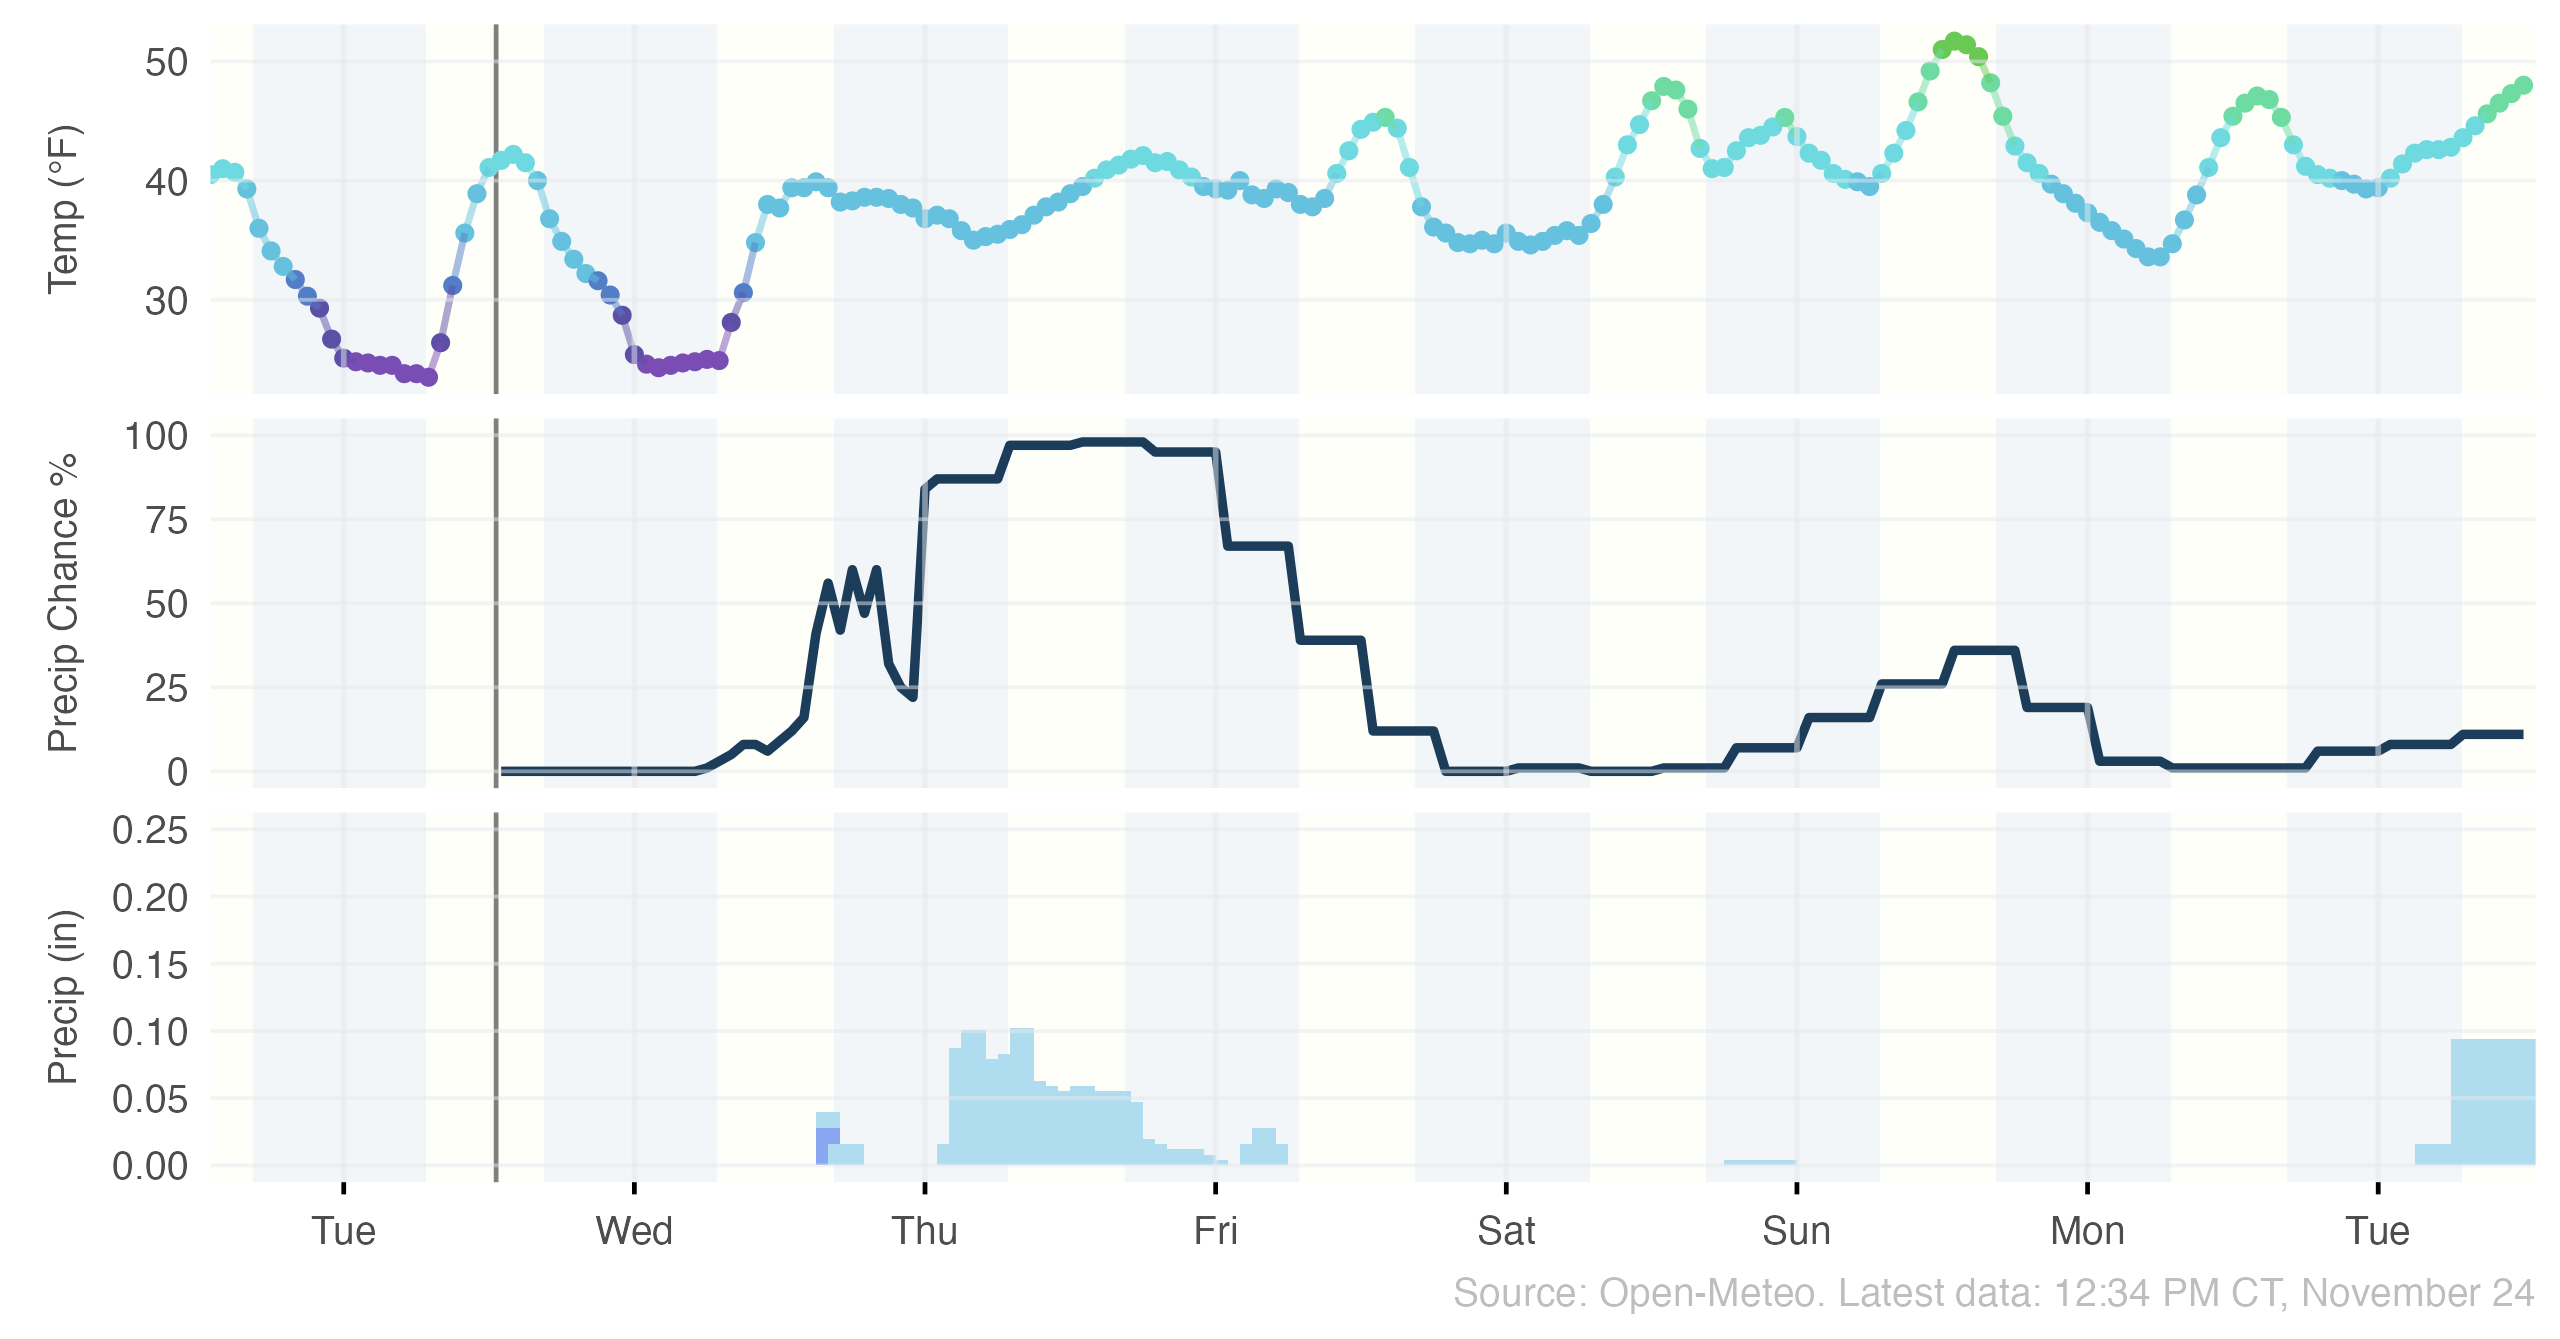 Temp (°F)
50
40
30
Precip Chance %
100
75
50
25
0
Precip (in)
0.25
0.20
0.15
0.10
0.05
0.00
Tue Wed Thu Fri Sat Sun Mon Tue
Source: Open-Meteo. Latest data: 12:34 PM CT, November 24